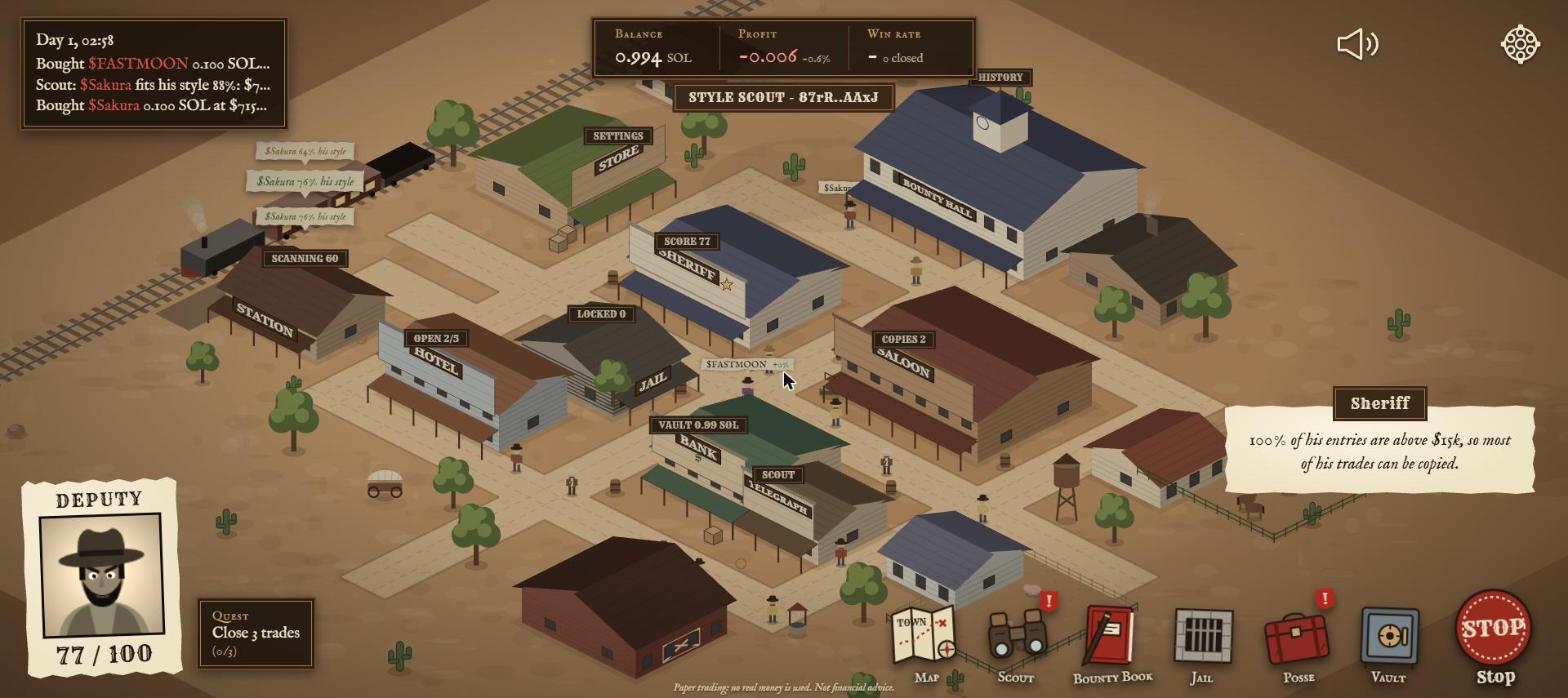 Day 1, 02:58
Bought $FASTMOON 0.100 SOL...
Scout: $Sakura fits his style 88%: $7...
Bought $Sakura 0.100 SOL at $715...
BALANCE
0.994 SOL
PROFIT
-0.006 -0.6%
WIN RATE
- 0 closed
STYLE SCOUT - 87rR..AAxJ
HISTORY
SETTINGS
STORE
$Sakura 64% his style
$Sakura 76% his style
$Sakura 76% his style
BOUNTY HALL
SCORE 77
SHERIFF
SCANNING 60
STATION
LOCKED 0
JAIL
OPEN 2/5
HOTEL
COPIES 2
SALOON
$FASTMOON +0%
VAULT 0.99 SOL
BANK
SCOUT
TELEGRAPH
Sheriff
100% of his entries are above $15k, so most
of his trades can be copied.
DEPUTY
77 / 100
QUEST
Close 3 trades
(0/3)
TOWN
MAP
!
SCOUT
BOUNTY BOOK
JAIL
!
POSSE
VAULT
STOP
Stop
Paper trading: no real money is used. Not financial advice.